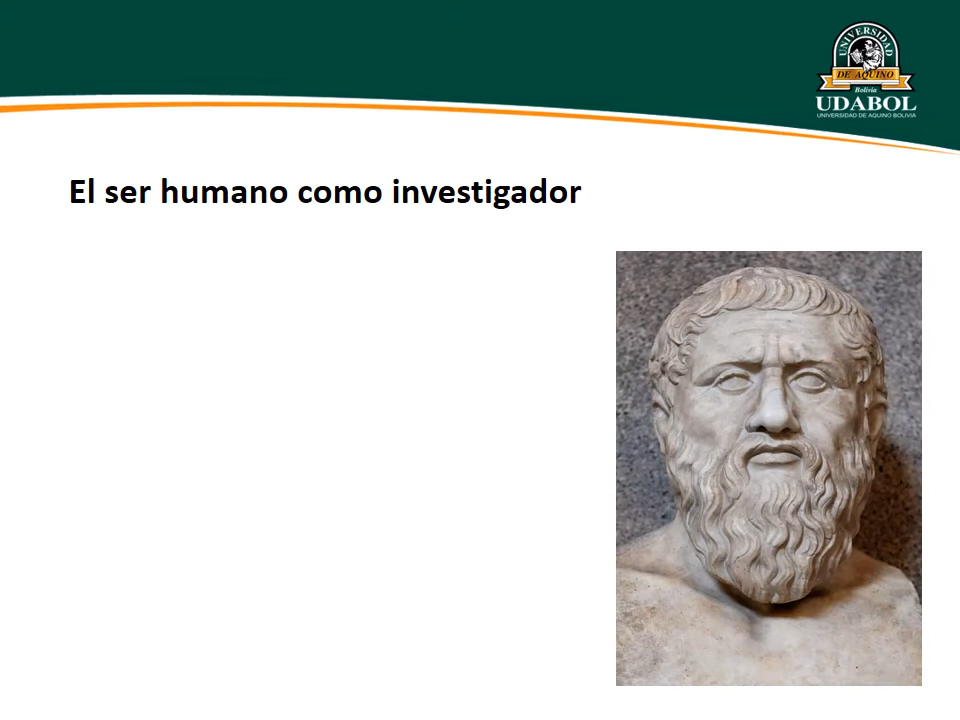 UNIVERSIDAD
DE AQUINO
Bolivia
UDABOL
UNIVERSIDAD DE AQUINO BOLIVIA
El ser humano como investigador